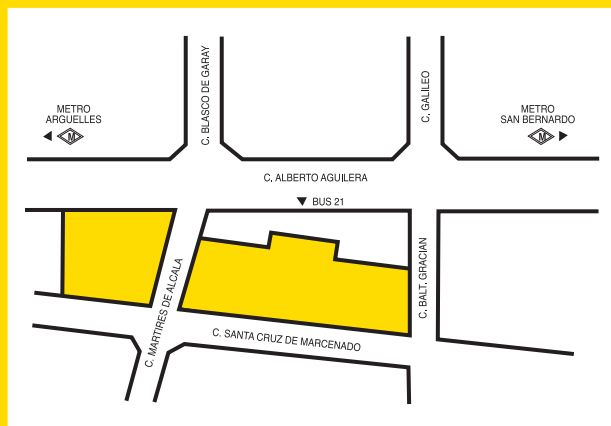 C. BLASCO DE GARAY
C. GALILEO
METRO
ARGUELLES
M
METRO
SAN BERNARDO
M
C. ALBERTO AGUILERA
BUS 21
C. MARTIRES DE ALCALA
C. BALT. GRACIAN
C. SANTA CRUZ DE MARCENADO